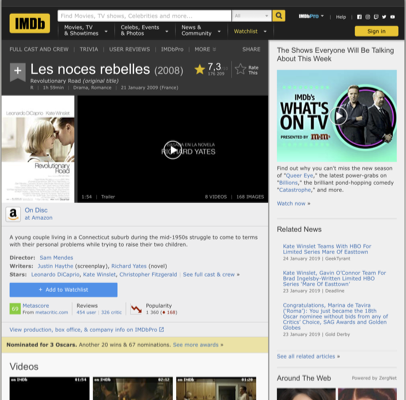 IMDb
Find Movies, TV shows, Celebrities and more...
All
Movies, TV & Showtimes
Celebs, Events & Photos
News & Community
Watchlist
IMDbPro
Help
Sign in
FULL CAST AND CREW | TRIVIA | USER REVIEWS | IMDbPro | MORE
SHARE
Les noces rebelles (2008)
7,3
Rate This
Revolutionary Road (original title)
R | 1h 59min | Drama, Romance | 21 January 2009 (France)
Leonardo DiCaprio Kate Winslet
Revolutionary Road
EN LA NOVELA
RICHARD YATES
1:54 | Trailer
8 VIDEOS | 108 IMAGES
On Disc
at Amazon
A young couple living in a Connecticut suburb during the mid-1950s struggle to come to terms
with their personal problems while trying to raise their two children.
Director: Sam Mendes
Writers: Justin Haythe (screenplay), Richard Yates (novel)
Stars: Leonardo DiCaprio, Kate Winslet, Christopher Fitzgerald | See full cast & crew »
+ Add to Watchlist
Metascore
From metacritic.com
Reviews
454 user | 326 critic
Popularity
View production, box office, & company info on IMDbPro
Nominated for 3 Oscars. Another 20 wins & 67 nominations. See more awards »
Videos
The Shows Everyone Will Be Talking
About This Week
IMDb's
WHAT'S ON
TV
PRESENTED BY
Find out why you can't miss the new season
of "Queer Eye," the latest power-grabs on
"Billions," the brilliant pond-hopping comedy
"Catastrophe," and more.
Watch now »
Related News
Kate Winslet Teams With HBO For
Limited Series 'Mare Of Easttown'
24 January 2019 | GeekTyrant
Kate Winslet, Gavin O'Connor Team For
Brad Ingelsby-Written Limited HBO
Series 'Mare Of Easttown'
23 January 2019 | Deadline
Congratulations, Marina de Tavira
('Roma'): You just became the 18th
Oscar nominee without bids from any of
Critics' Choice, SAG Awards and Golden
Globes
23 January 2019 | Gold Derby
See all related articles »
Around The Web
Powered by ZergNet